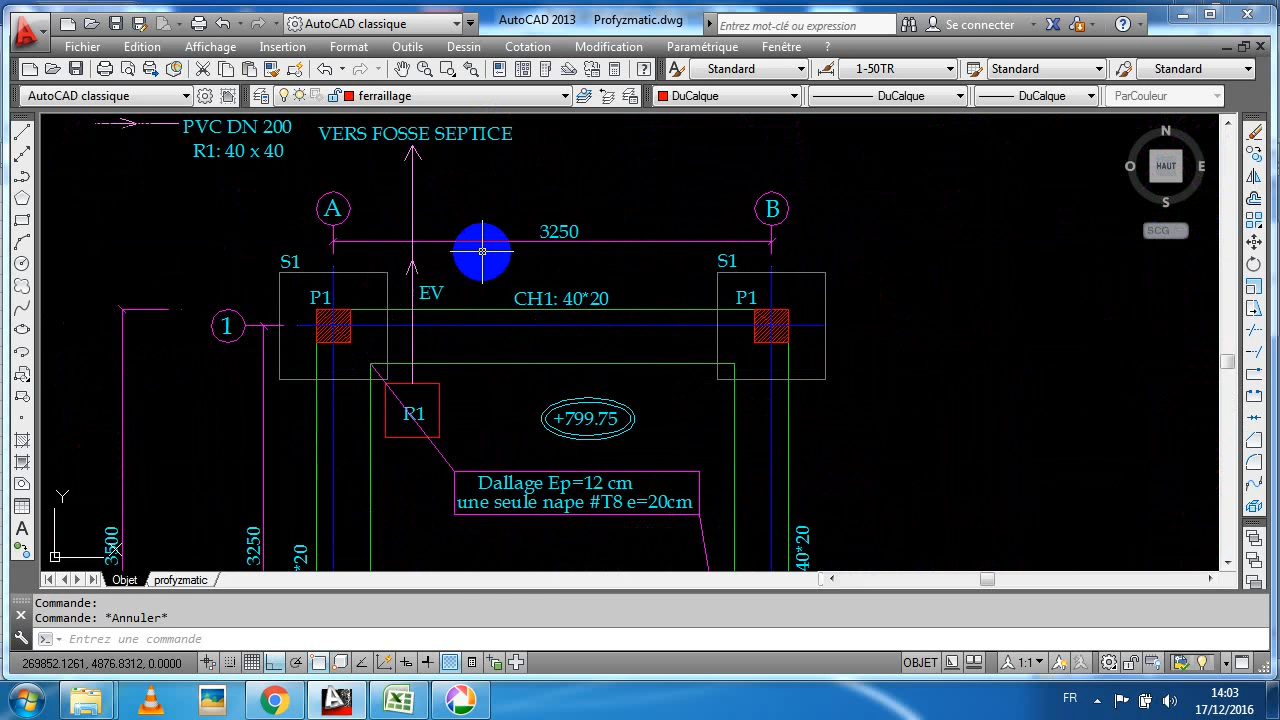 AutoCAD classique
AutoCAD 2013 Profyzmatic.dwg
Entrez mot-clé ou expression
Se connecter
Fichier Edition Affichage Insertion Format Outils Dessin Cotation Modification Paramétrique Fenêtre ?
Standard 1-50TR Standard Standard
AutoCAD classique ferraillage DuCalque DuCalque DuCalque ParCouleur
PVC DN 200 VERS FOSSE SEPTICE
R1: 40 x 40
N
O HAUT E
S
SCG
A B
3250
S1 S1
EV
P1 CH1: 40*20 P1
1
R1 +799.75
Dallage Ep=12 cm
une seule nape #T8 e=20cm
Y
X
3500 3250 *20 40*20
Objet profyzmatic
Commande:
Commande: *Annuler*
Entrez une commande
269852.1261, 4876.8312, 0.0000 OBJET 1:1
FR 14:03
17/12/2016